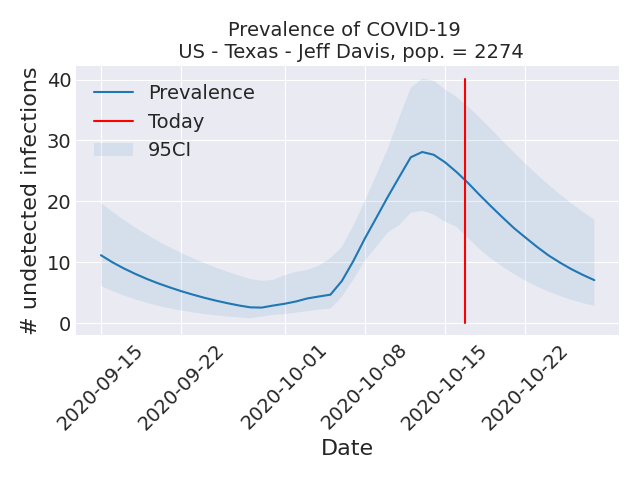 Prevalence of COVID-19
US - Texas - Jeff Davis, pop. = 2274
# undetected infections
40
30
20
10
0
Prevalence
Today
95CI
2020-09-15
2020-09-22
2020-10-01
2020-10-08
2020-10-15
2020-10-22
Date